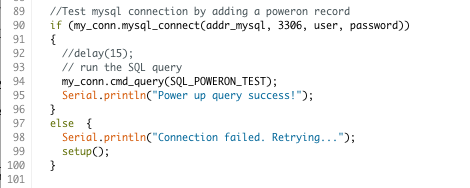 89 //Test mysql connection by adding a poweron record
90 if (my_conn.mysql_connect(addr_mysql, 3306, user, password))
91 {
92 //delay(15);
93 // run the SQL query
94 my_conn.cmd_query(SQL_POWERON_TEST);
95 Serial.println("Power up query success!");
96 }
97 else {
98 Serial.println("Connection failed. Retrying...");
99 setup();
100 }
101